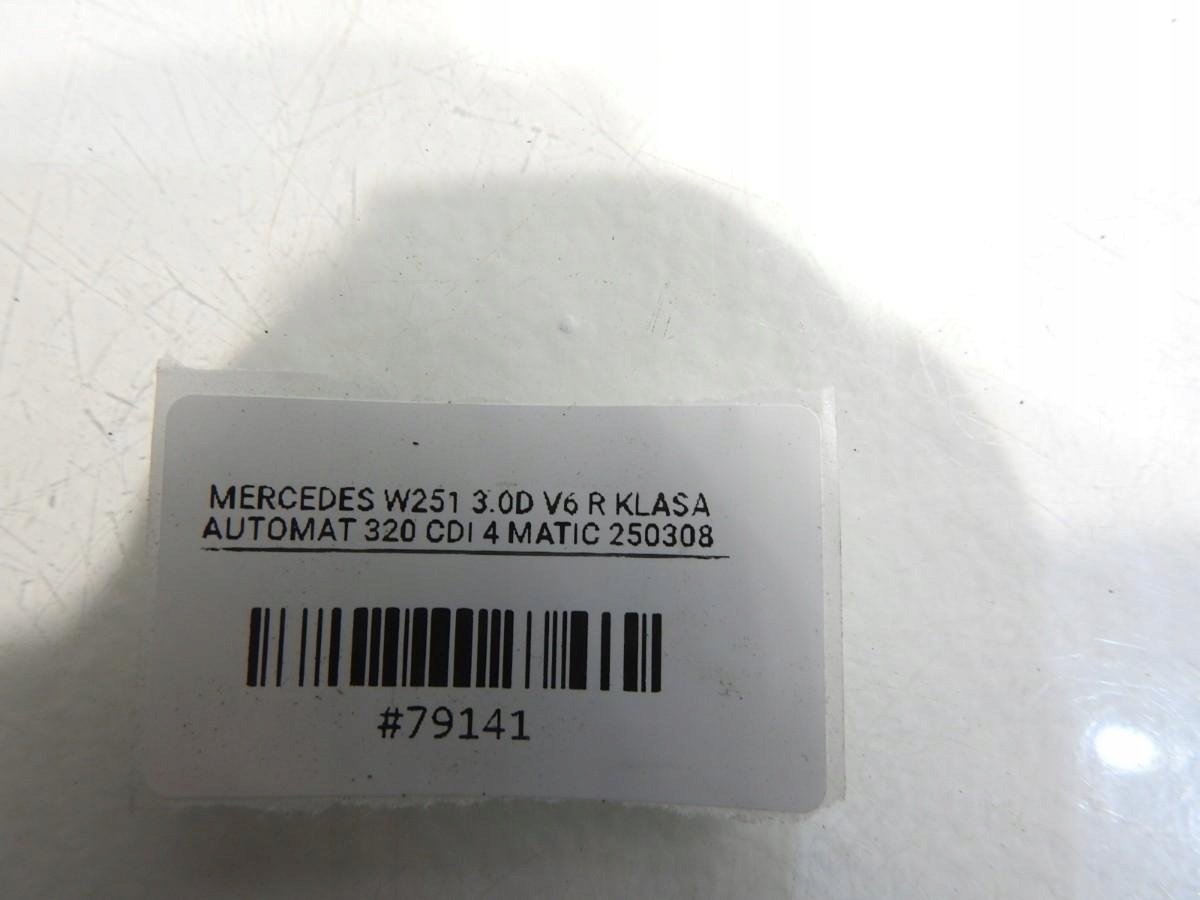 MERCEDES W251 3.0D V6 R KLASA
AUTOMAT 320 CDI 4 MATIC 250308
#79141